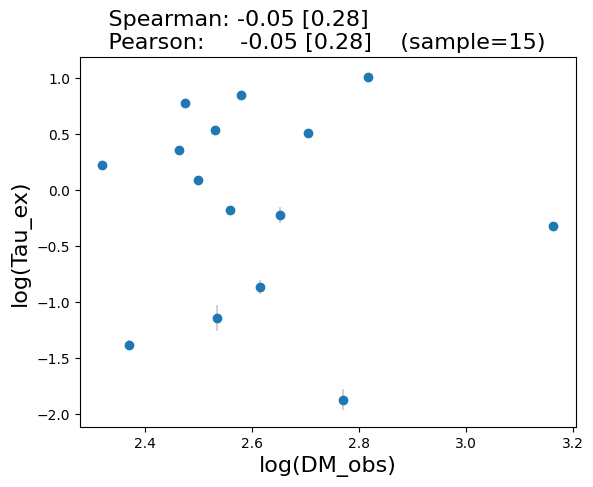 Spearman: -0.05 [0.28]
Pearson: -0.05 [0.28] (sample=15)
1.0
0.5
0.0
−0.5
−1.0
−1.5
−2.0
log(Tau_ex)
2.4 2.6 2.8 3.0 3.2
log(DM_obs)